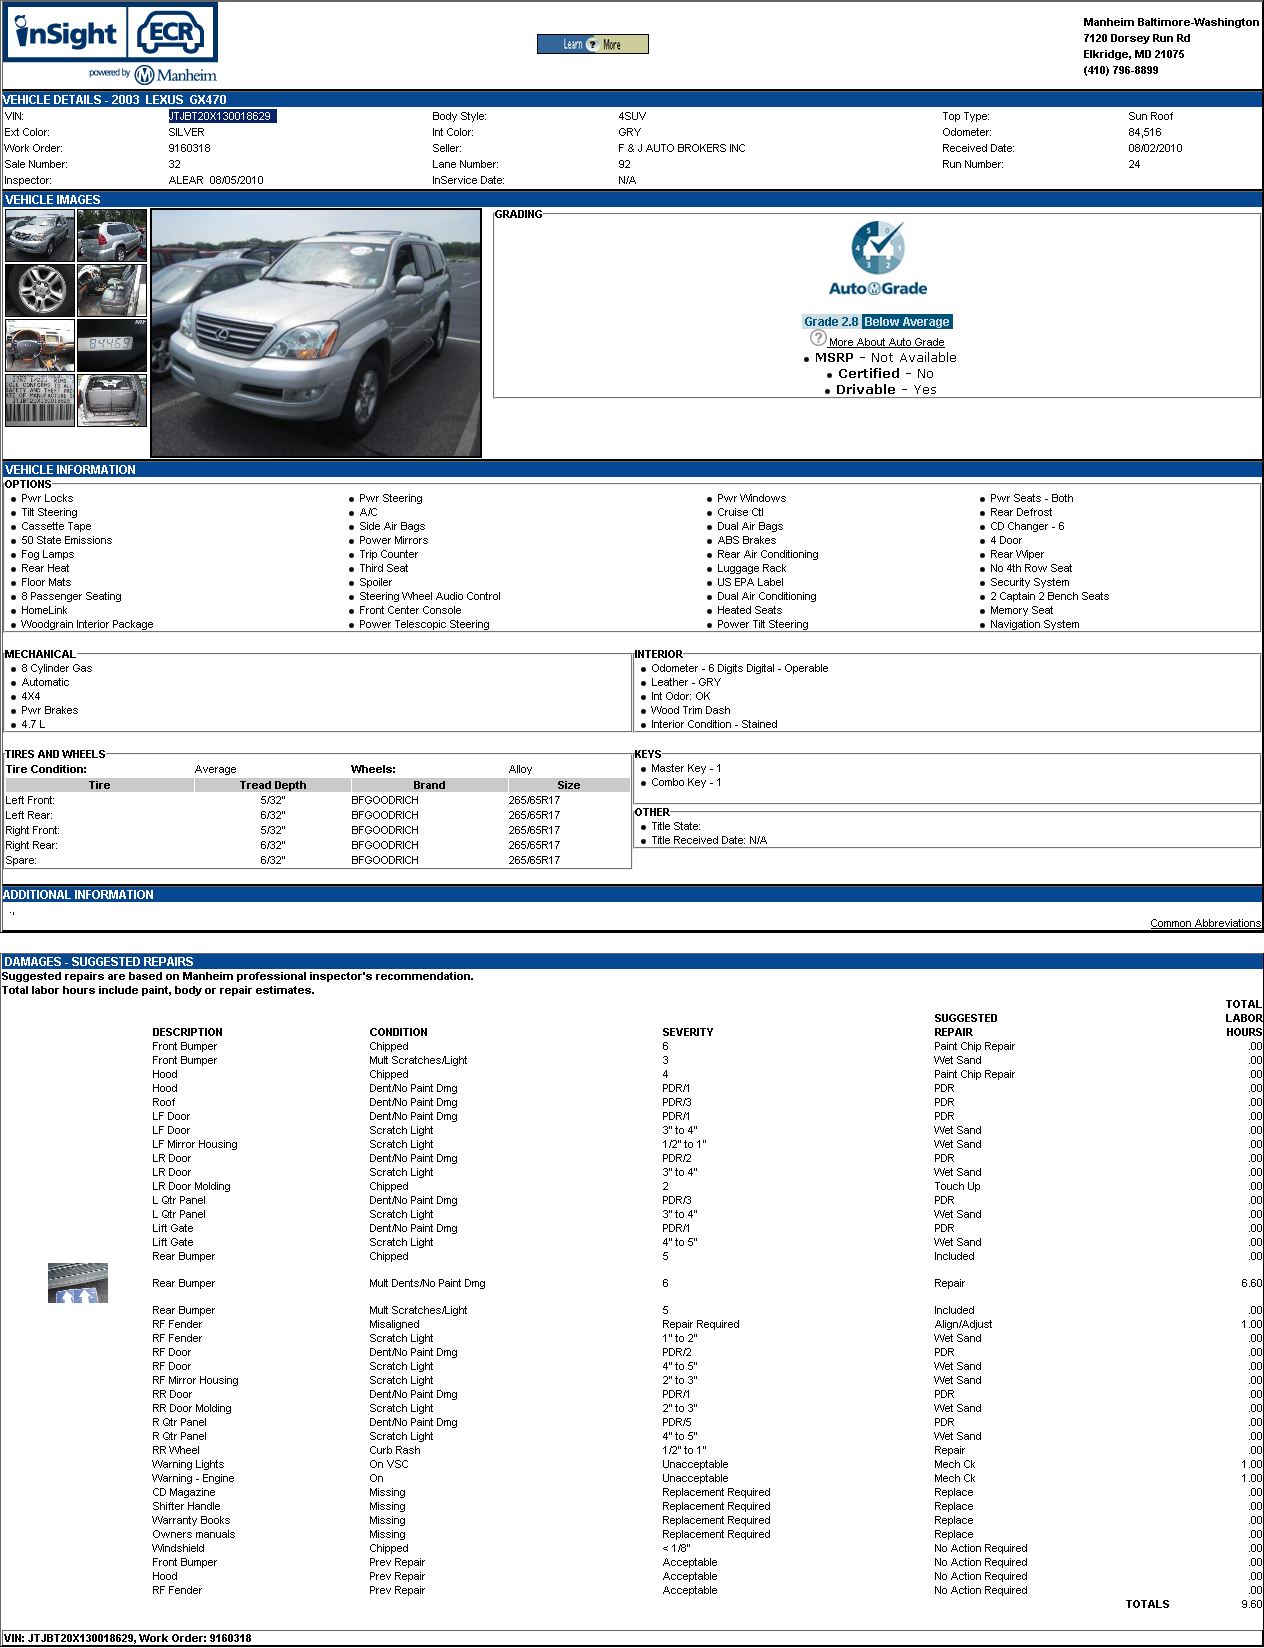 inSight ECR
powered by Manheim
Learn ? More
Manheim Baltimore-Washington
7120 Dorsey Run Rd
Elkridge, MD 21075
(410) 796-8899
VEHICLE DETAILS - 2003 LEXUS GX470
VIN: JTJBT20X130018629 Body Style: 4SUV Top Type: Sun Roof
Ext Color: SILVER Int Color: GRY Odometer: 84,516
Work Order: 9160318 Seller: F & J AUTO BROKERS INC Received Date: 08/02/2010
Sale Number: 32 Lane Number: 92 Run Number: 24
Inspector: ALEAR 08/05/2010 InService Date: N/A
VEHICLE IMAGES
84469
JTJBT20X130018629
GRADING
5 0 4 1 3 2
AutoGrade
Grade 2.8 Below Average
? More About Auto Grade
MSRP - Not Available
Certified - No
Drivable - Yes
VEHICLE INFORMATION
OPTIONS
Pwr Locks Pwr Steering Pwr Windows Pwr Seats - Both
Tilt Steering A/C Cruise Ctl Rear Defrost
Cassette Tape Side Air Bags Dual Air Bags CD Changer - 6
50 State Emissions Power Mirrors ABS Brakes 4 Door
Fog Lamps Trip Counter Rear Air Conditioning Rear Wiper
Rear Heat Third Seat Luggage Rack No 4th Row Seat
Floor Mats Spoiler US EPA Label Security System
8 Passenger Seating Steering Wheel Audio Control Dual Air Conditioning 2 Captain 2 Bench Seats
HomeLink Front Center Console Heated Seats Memory Seat
Woodgrain Interior Package Power Telescopic Steering Power Tilt Steering Navigation System
MECHANICAL
8 Cylinder Gas
Automatic
4X4
Pwr Brakes
4.7 L
INTERIOR
Odometer - 6 Digits Digital - Operable
Leather - GRY
Int Odor: OK
Wood Trim Dash
Interior Condition - Stained
TIRES AND WHEELS
Tire Condition: Average Wheels: Alloy
Tire Tread Depth Brand Size
Left Front: 5/32" BFGOODRICH 265/65R17
Left Rear: 6/32" BFGOODRICH 265/65R17
Right Front: 5/32" BFGOODRICH 265/65R17
Right Rear: 6/32" BFGOODRICH 265/65R17
Spare: 6/32" BFGOODRICH 265/65R17
KEYS
Master Key - 1
Combo Key - 1
OTHER
Title State:
Title Received Date: N/A
ADDITIONAL INFORMATION
Common Abbreviations
DAMAGES - SUGGESTED REPAIRS
Suggested repairs are based on Manheim professional inspector's recommendation.
Total labor hours include paint, body or repair estimates.
DESCRIPTION CONDITION SEVERITY SUGGESTED REPAIR TOTAL LABOR HOURS
Front Bumper Chipped 6 Paint Chip Repair .00
Front Bumper Mult Scratches/Light 3 Wet Sand .00
Hood Chipped 4 Paint Chip Repair .00
Hood Dent/No Paint Dmg PDR/1 PDR .00
Roof Dent/No Paint Dmg PDR/3 PDR .00
LF Door Dent/No Paint Dmg PDR/1 PDR .00
LF Door Scratch Light 3" to 4" Wet Sand .00
LF Mirror Housing Scratch Light 1/2" to 1" Wet Sand .00
LR Door Dent/No Paint Dmg PDR/2 PDR .00
LR Door Scratch Light 3" to 4" Wet Sand .00
LR Door Molding Chipped 2 Touch Up .00
L Qtr Panel Dent/No Paint Dmg PDR/3 PDR .00
L Qtr Panel Scratch Light 3" to 4" Wet Sand .00
Lift Gate Dent/No Paint Dmg PDR/1 PDR .00
Lift Gate Scratch Light 4" to 5" Wet Sand .00
Rear Bumper Chipped 5 Included .00
Rear Bumper Mult Dents/No Paint Dmg 6 Repair 6.60
Rear Bumper Mult Scratches/Light 5 Included .00
RF Fender Misaligned Repair Required Align/Adjust 1.00
RF Fender Scratch Light 1" to 2" Wet Sand .00
RF Door Dent/No Paint Dmg PDR/2 PDR .00
RF Door Scratch Light 4" to 5" Wet Sand .00
RF Mirror Housing Scratch Light 2" to 3" Wet Sand .00
RR Door Dent/No Paint Dmg PDR/1 PDR .00
RR Door Molding Scratch Light 2" to 3" Wet Sand .00
R Qtr Panel Dent/No Paint Dmg PDR/5 PDR .00
R Qtr Panel Scratch Light 4" to 5" Wet Sand .00
RR Wheel Curb Rash 1/2" to 1" Repair .00
Warning Lights On VSC Unacceptable Mech Ck 1.00
Warning - Engine On Unacceptable Mech Ck 1.00
CD Magazine Missing Replacement Required Replace .00
Shifter Handle Missing Replacement Required Replace .00
Warranty Books Missing Replacement Required Replace .00
Owners manuals Missing Replacement Required Replace .00
Windshield Chipped < 1/8" No Action Required .00
Front Bumper Prev Repair Acceptable No Action Required .00
Hood Prev Repair Acceptable No Action Required .00
RF Fender Prev Repair Acceptable No Action Required .00
TOTALS 9.60
VIN: JTJBT20X130018629, Work Order: 9160318